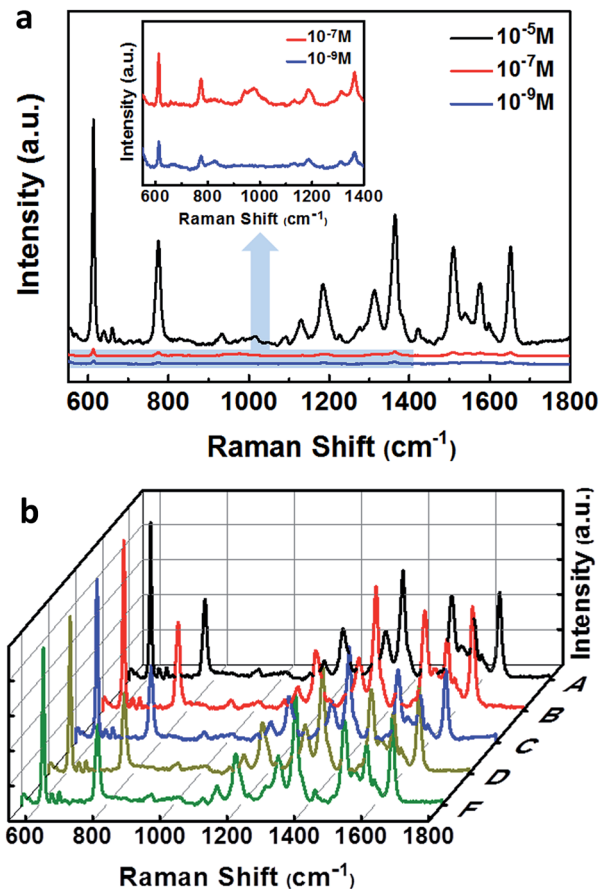 a
10⁻⁷M
10⁻⁹M
Intensity (a.u.)
600 800 1000 1200 1400
Raman Shift (cm⁻¹)
10⁻⁵M
10⁻⁷M
10⁻⁹M
Intensity (a.u.)
600 800 1000 1200 1400 1600 1800
Raman Shift (cm⁻¹)
b
Intensity (a.u.)
A
B
C
D
F
600 800 1000 1200 1400 1600 1800
Raman Shift (cm⁻¹)